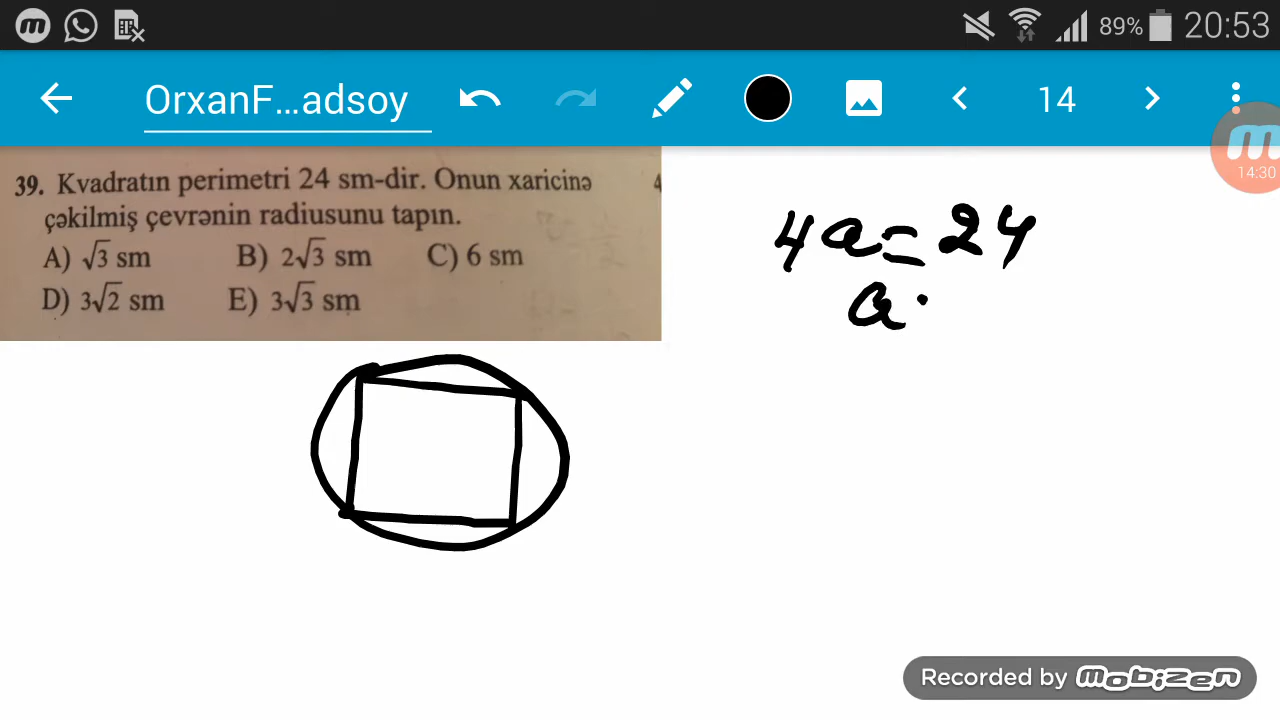 89% 20:53
OrxanF...adsoy 14
14:30
39. Kvadratın perimetri 24 sm-dir. Onun xaricinə
çəkilmiş çevrənin radiusunu tapın.
A) √3 sm B) 2√3 sm C) 6 sm
D) 3√2 sm E) 3√3 sm
4
4a=24
a
Recorded by Mobizen